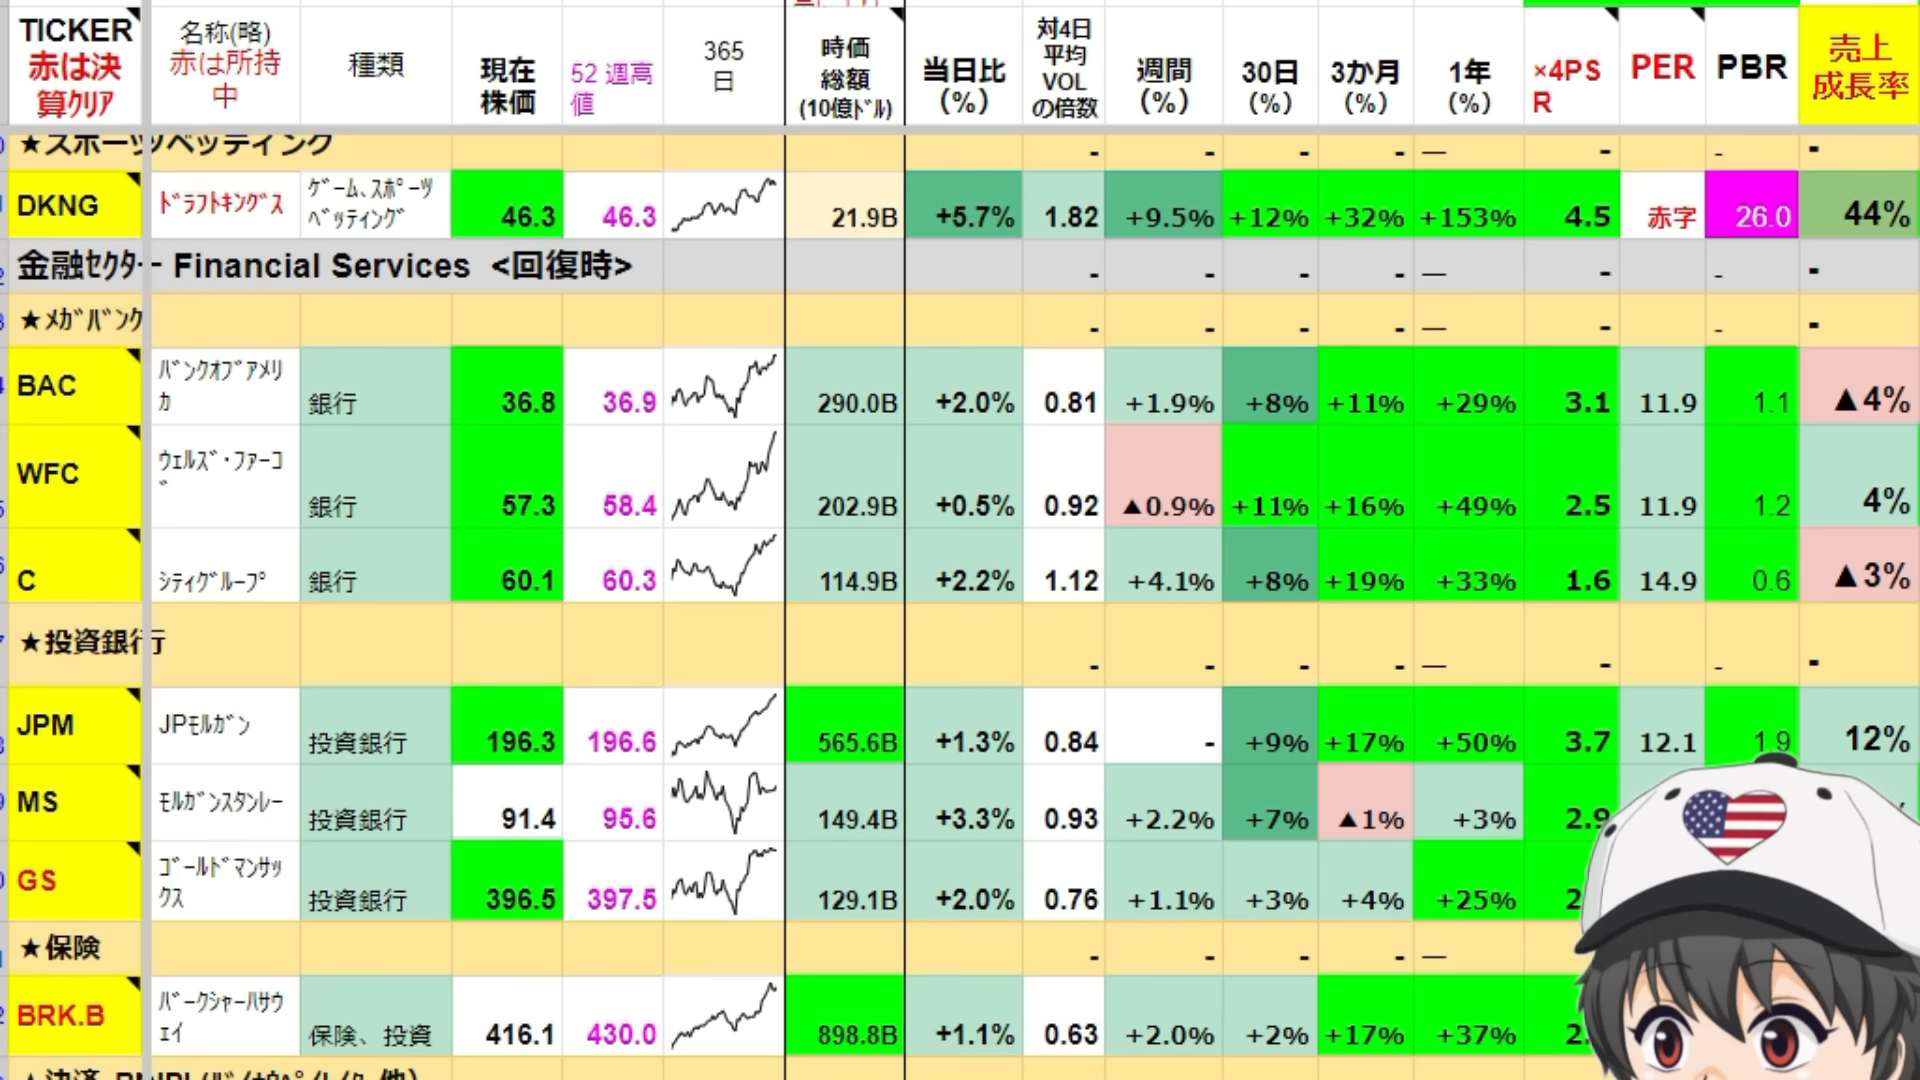 TICKER 赤は決算ｸﾘｱ 名称(略) 赤は所持中 種類 現在株価 52 週高値 365日 時価総額(10億ﾄﾞﾙ) 当日比(%) 対4日平均VOLの倍数 週間(%) 30日(%) 3か月(%) 1年(%) ×4PSR PER PBR 売上成長率
★スポーツベッティング - - - - — - - -
DKNG ﾄﾞﾗﾌﾄｷﾝｸﾞｽ ｹﾞｰﾑ､ｽﾎﾟｰﾂﾍﾞｯﾃｨﾝｸﾞ 46.3 46.3 21.9B +5.7% 1.82 +9.5% +12% +32% +153% 4.5 赤字 26.0 44%
金融ｾｸﾀｰ Financial Services <回復時> - - - - — - - -
★ﾒｶﾞﾊﾞﾝｸ - - - - — - - -
BAC ﾊﾞﾝｸｵﾌﾞｱﾒﾘｶ 銀行 36.8 36.9 290.0B +2.0% 0.81 +1.9% +8% +11% +29% 3.1 11.9 1.1 ▲4%
WFC ｳｪﾙｽﾞ･ﾌｧｰｺﾞ 銀行 57.3 58.4 202.9B +0.5% 0.92 ▲0.9% +11% +16% +49% 2.5 11.9 1.2 4%
C ｼﾃｨｸﾞﾙｰﾌﾟ 銀行 60.1 60.3 114.9B +2.2% 1.12 +4.1% +8% +19% +33% 1.6 14.9 0.6 ▲3%
★投資銀行 - - - - — - - -
JPM JPﾓﾙｶﾞﾝ 投資銀行 196.3 196.6 565.6B +1.3% 0.84 - +9% +17% +50% 3.7 12.1 1.9 12%
MS ﾓﾙｶﾞﾝｽﾀﾝﾚｰ 投資銀行 91.4 95.6 149.4B +3.3% 0.93 +2.2% +7% ▲1% +3% 2.9
GS ｺﾞｰﾙﾄﾞﾏﾝｻｯｸｽ 投資銀行 396.5 397.5 129.1B +2.0% 0.76 +1.1% +3% +4% +25%
★保険 - - - - —
BRK.B ﾊﾞｰｸｼｬｰﾊｻｳｪｲ 保険、投資 416.1 430.0 898.8B +1.1% 0.63 +2.0% +2% +17% +37%